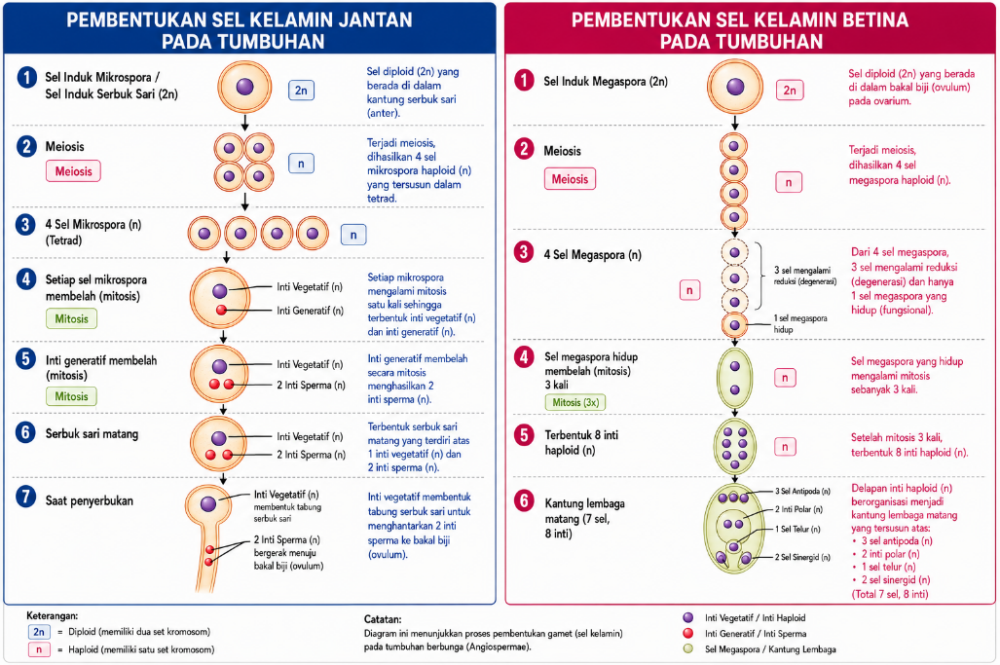 PEMBENTUKAN SEL KELAMIN JANTAN
PADA TUMBUHAN
1
Sel Induk Mikrospora /
Sel Induk Serbuk Sari (2n)
2n
Sel diploid (2n) yang
berada di dalam
kantung serbuk sari
(anter).
2
Meiosis
Meiosis
n
Terjadi meiosis,
dihasilkan 4 sel
mikrospora haploid (n)
yang tersusun dalam
tetrad.
3
4 Sel Mikrospora (n)
(Tetrad)
n
4
Setiap sel mikrospora
membelah (mitosis)
Mitosis
Inti Vegetatif (n)
Inti Generatif (n)
Setiap mikrospora
mengalami mitosis
satu kali sehingga
terbentuk inti vegetatif (n)
dan inti generatif (n).
5
Inti generatif membelah
(mitosis)
Mitosis
Inti Vegetatif (n)
2 Inti Sperma (n)
Inti generatif membelah
secara mitosis
menghasilkan 2
inti sperma (n).
6
Serbuk sari matang
Inti Vegetatif (n)
2 Inti Sperma (n)
Terbentuk serbuk sari
matang yang terdiri atas
1 inti vegetatif (n) dan
2 inti sperma (n).
7
Saat penyerbukan
Inti Vegetatif (n)
membentuk tabung
serbuk sari
2 Inti Sperma (n)
bergerak menuju
bakal biji (ovulum)
Inti vegetatif membentuk
tabung serbuk sari untuk
menghantarkan 2 inti
sperma ke bakal biji
(ovulum).
PEMBENTUKAN SEL KELAMIN BETINA
PADA TUMBUHAN
1
Sel Induk Megaspora (2n)
2n
Sel diploid (2n) yang berada
di dalam bakal biji (ovulum)
pada ovarium.
2
Meiosis
Meiosis
n
Terjadi meiosis,
dihasilkan 4 sel
megaspora haploid (n).
3
4 Sel Megaspora (n)
n
3 sel mengalami
reduksi (degenerasi)
1 sel megaspora
hidup
Dari 4 sel megaspora,
3 sel mengalami reduksi
(degenerasi) dan hanya
1 sel megaspora yang
hidup (fungsional).
4
Sel megaspora hidup
membelah (mitosis)
3 kali
Mitosis (3x)
n
Sel megaspora yang hidup
mengalami mitosis
sebanyak 3 kali.
5
Terbentuk 8 inti
haploid (n)
n
Setelah mitosis 3 kali,
terbentuk 8 inti haploid (n).
6
Kantung lembaga
matang (7 sel,
8 inti)
3 Sel Antipoda (n)
2 Inti Polar (n)
1 Sel Telur (n)
2 Sel Sinergid (n)
Delapan inti haploid (n)
berorganisasi menjadi
kantung lembaga matang
yang tersusun atas:
• 3 sel antipoda (n)
• 2 inti polar (n)
• 1 sel telur (n)
• 2 sel sinergid (n)
(Total 7 sel, 8 inti)
Keterangan:
2n = Diploid (memiliki dua set kromosom)
n = Haploid (memiliki satu set kromosom)
Catatan:
Diagram ini menunjukkan proses pembentukan gamet (sel kelamin)
pada tumbuhan berbunga (Angiospermae).
Inti Vegetatif / Inti Haploid
Inti Generatif / Inti Sperma
Sel Megaspora / Kantung Lembaga